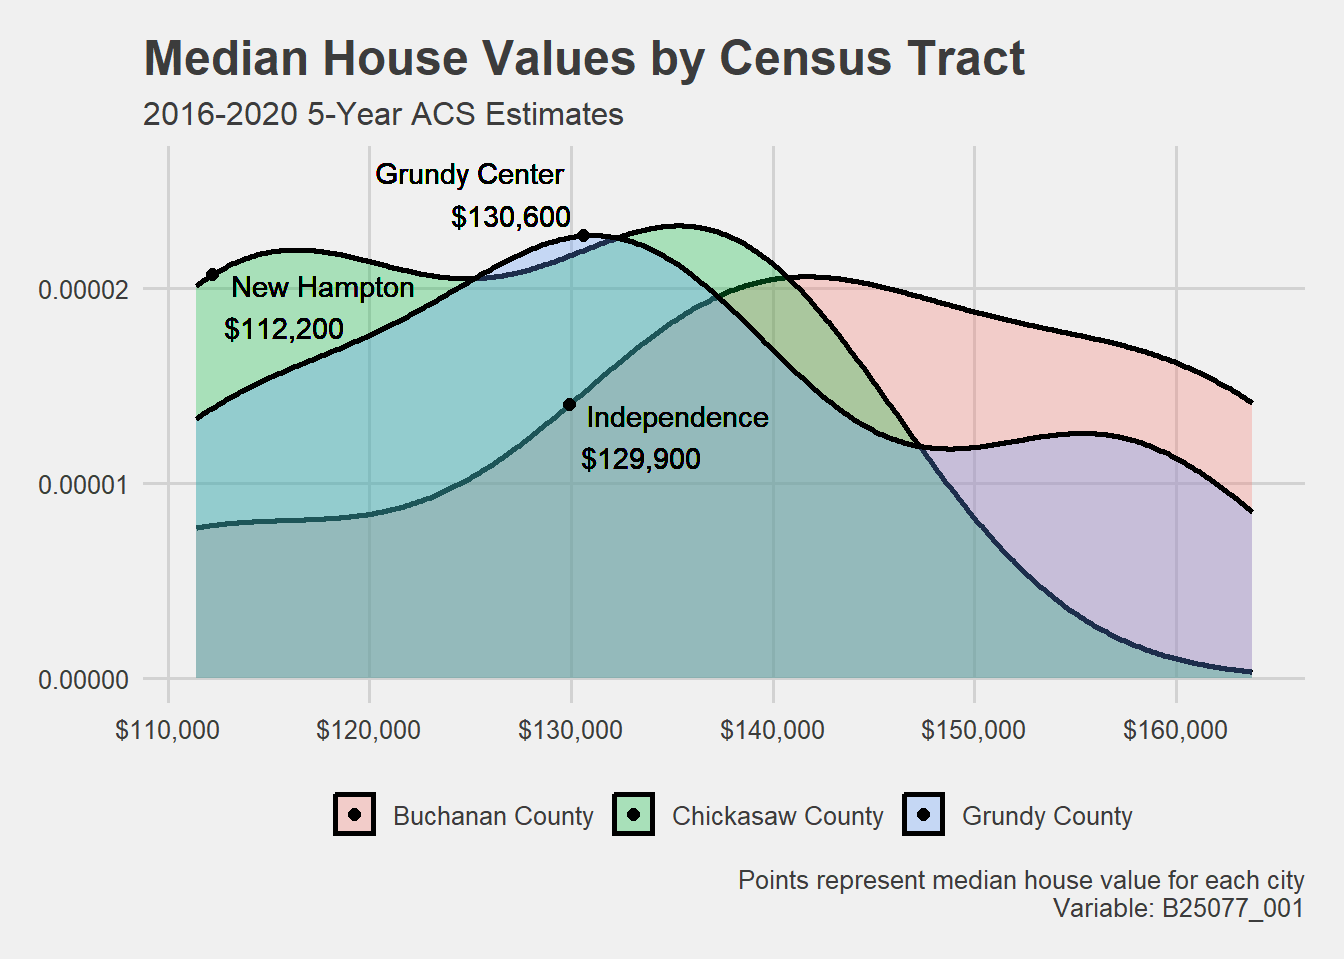 Median House Values by Census Tract
2016-2020 5-Year ACS Estimates
Grundy Center
$130,600
New Hampton
$112,200
Independence
$129,900
0.00002
0.00001
0.00000
$110,000 $120,000 $130,000 $140,000 $150,000 $160,000
Buchanan County Chickasaw County Grundy County
Points represent median house value for each city
Variable: B25077_001